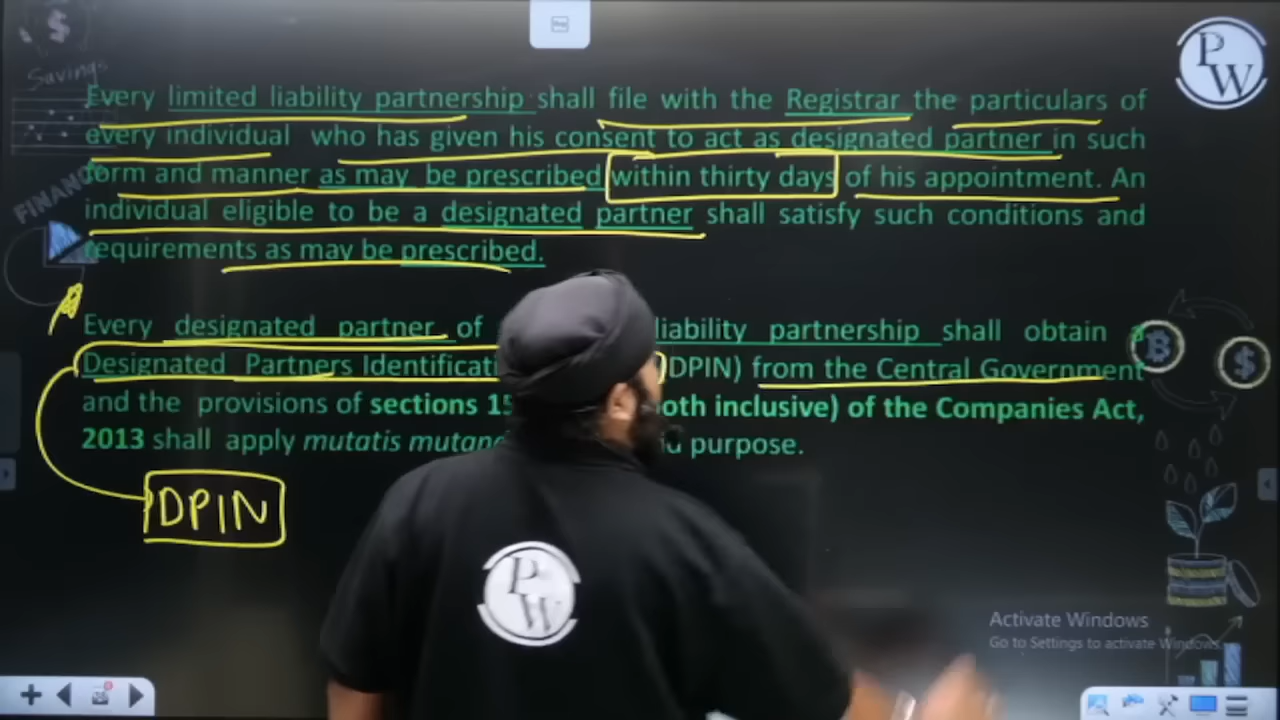 Savings
FINANC
Every limited liability partnership shall file with the Registrar the particulars of
every individual who has given his consent to act as designated partner in such
form and manner as may be prescribed within thirty days of his appointment. An
individual eligible to be a designated partner shall satisfy such conditions and
requirements as may be prescribed.
Every designated partner of liability partnership shall obtain a
Designated Partners Identificati DPIN) from the Central Government
and the provisions of sections 15 oth inclusive) of the Companies Act,
2013 shall apply mutatis mutan purpose.
DPIN
PW
PW
Activate Windows
Go to Settings to activate Windows.